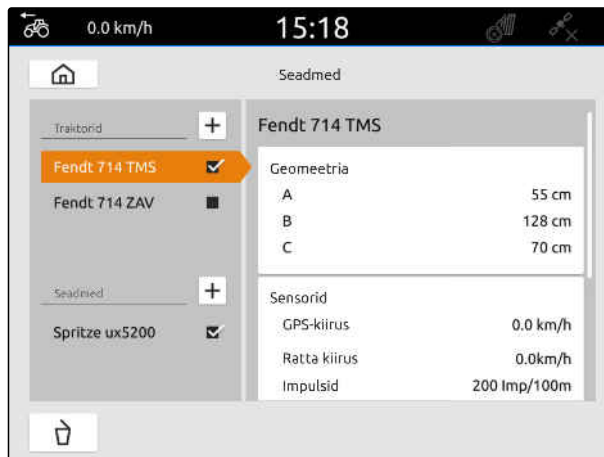 0.0 km/h
15:18
Seadmed
Traktorid
Fendt 714 TMS
Fendt 714 ZAV
Seadmed
Spritze ux5200
Fendt 714 TMS
Geomeetria
A 55 cm
B 128 cm
C 70 cm
Sensorid
GPS-kiirus 0.0 km/h
Ratta kiirus 0.0km/h
Impulsid 200 Imp/100m